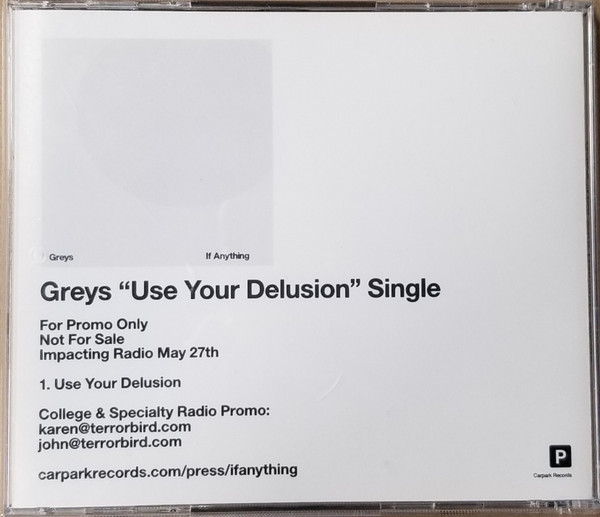 Greys If Anything
Greys “Use Your Delusion” Single
For Promo Only
Not For Sale
Impacting Radio May 27th
1. Use Your Delusion
College & Specialty Radio Promo:
karen@terrorbird.com
john@terrorbird.com
carparkrecords.com/press/ifanything
P
Carpark Records